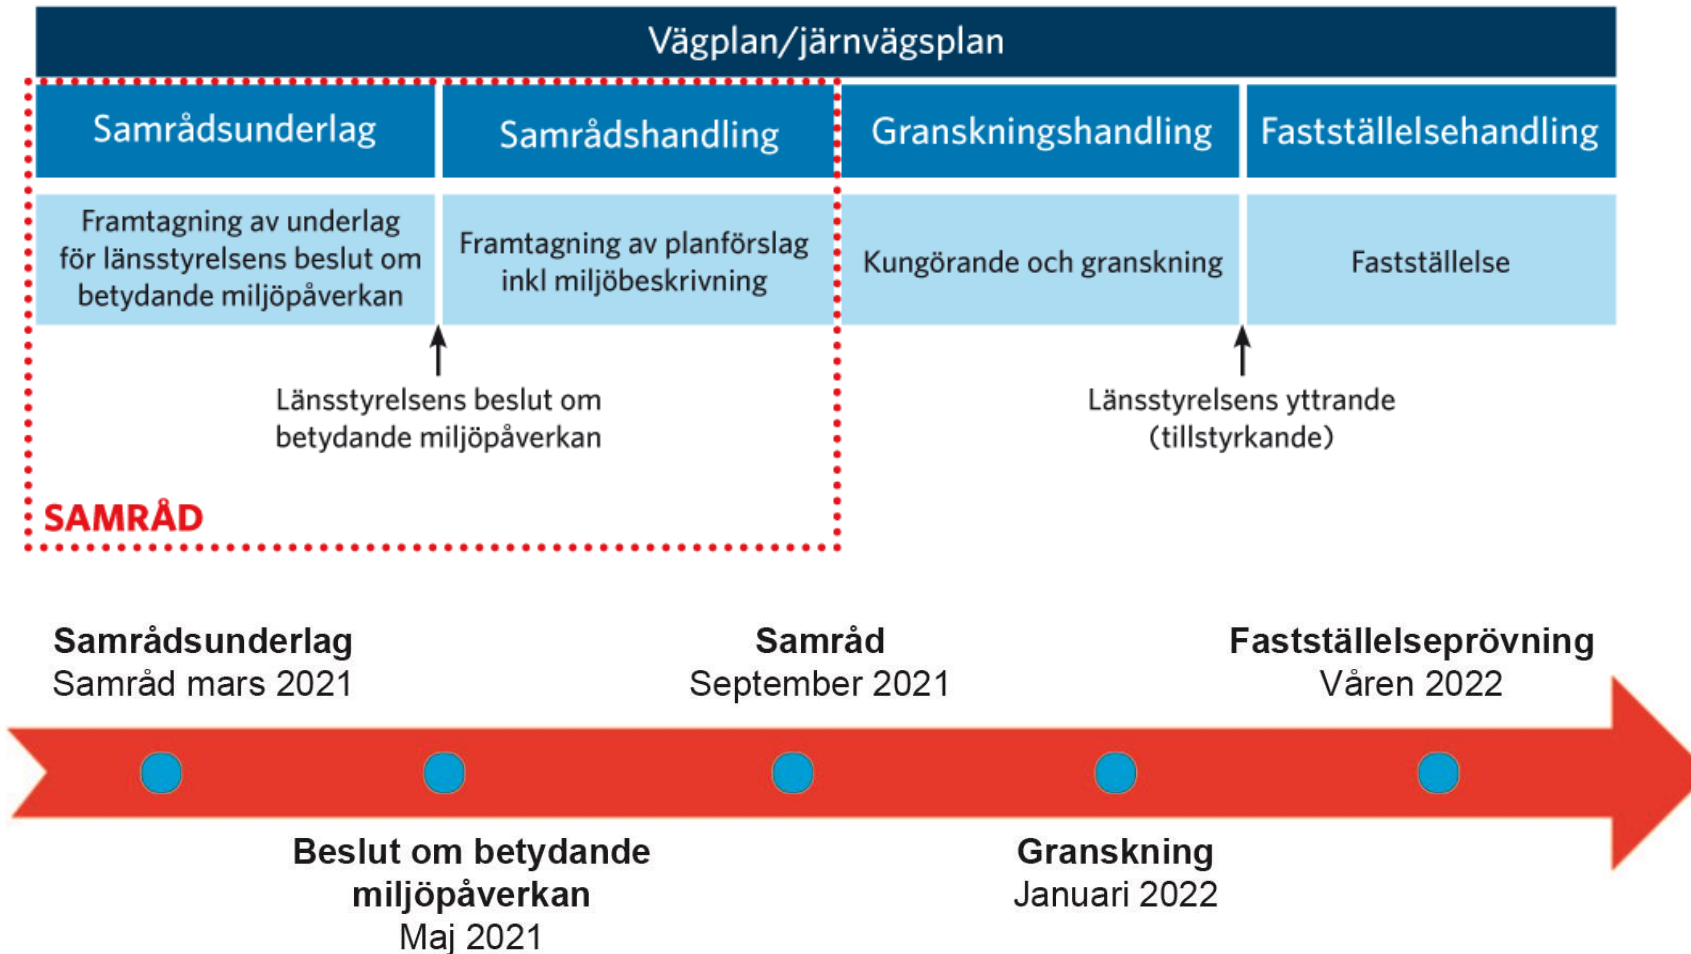 Vägplan/järnvägsplan
Samrådsunderlag
Samrådshandling
Granskningshandling
Fastställelsehandling
Framtagning av underlag
för länsstyrelsens beslut om
betydande miljöpåverkan
Framtagning av planförslag
inkl miljöbeskrivning
Kungörande och granskning
Fastställelse
Länsstyrelsens beslut om
betydande miljöpåverkan
Länsstyrelsens yttrande
(tillstyrkande)
SAMRÅD
Samrådsunderlag
Samråd mars 2021
Samråd
September 2021
Fastställelseprövning
Våren 2022
Beslut om betydande
miljöpåverkan
Maj 2021
Granskning
Januari 2022